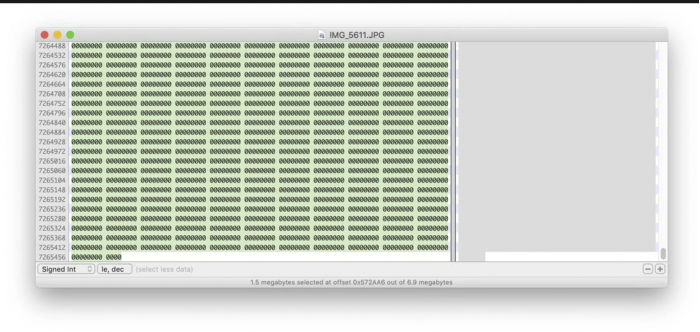 IMG_5611.JPG
7264488 00000000 00000000 00000000 00000000 00000000 00000000 00000000 00000000 00000000 00000000 00000000
7264532 00000000 00000000 00000000 00000000 00000000 00000000 00000000 00000000 00000000 00000000 00000000
7264576 00000000 00000000 00000000 00000000 00000000 00000000 00000000 00000000 00000000 00000000 00000000
7264620 00000000 00000000 00000000 00000000 00000000 00000000 00000000 00000000 00000000 00000000 00000000
7264664 00000000 00000000 00000000 00000000 00000000 00000000 00000000 00000000 00000000 00000000 00000000
7264708 00000000 00000000 00000000 00000000 00000000 00000000 00000000 00000000 00000000 00000000 00000000
7264752 00000000 00000000 00000000 00000000 00000000 00000000 00000000 00000000 00000000 00000000 00000000
7264796 00000000 00000000 00000000 00000000 00000000 00000000 00000000 00000000 00000000 00000000 00000000
7264840 00000000 00000000 00000000 00000000 00000000 00000000 00000000 00000000 00000000 00000000 00000000
7264884 00000000 00000000 00000000 00000000 00000000 00000000 00000000 00000000 00000000 00000000 00000000
7264928 00000000 00000000 00000000 00000000 00000000 00000000 00000000 00000000 00000000 00000000 00000000
7264972 00000000 00000000 00000000 00000000 00000000 00000000 00000000 00000000 00000000 00000000 00000000
7265016 00000000 00000000 00000000 00000000 00000000 00000000 00000000 00000000 00000000 00000000 00000000
7265060 00000000 00000000 00000000 00000000 00000000 00000000 00000000 00000000 00000000 00000000 00000000
7265104 00000000 00000000 00000000 00000000 00000000 00000000 00000000 00000000 00000000 00000000 00000000
7265148 00000000 00000000 00000000 00000000 00000000 00000000 00000000 00000000 00000000 00000000 00000000
7265192 00000000 00000000 00000000 00000000 00000000 00000000 00000000 00000000 00000000 00000000 00000000
7265236 00000000 00000000 00000000 00000000 00000000 00000000 00000000 00000000 00000000 00000000 00000000
7265280 00000000 00000000 00000000 00000000 00000000 00000000 00000000 00000000 00000000 00000000 00000000
7265324 00000000 00000000 00000000 00000000 00000000 00000000 00000000 00000000 00000000 00000000 00000000
7265368 00000000 00000000 00000000 00000000 00000000 00000000 00000000 00000000 00000000 00000000 00000000
7265412 00000000 00000000 00000000 00000000 00000000 00000000 00000000 00000000 00000000 00000000 00000000
7265456 00000000 0000
Signed Int le, dec (select less data)
1.5 megabytes selected at offset 0x572AA6 out of 6.9 megabytes